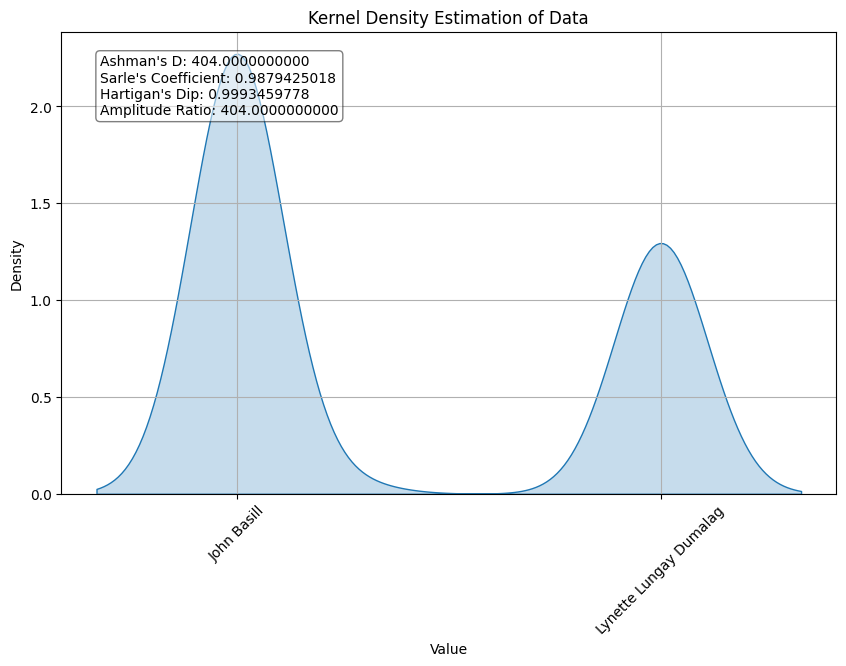 Kernel Density Estimation of Data
Ashman's D: 404.0000000000
Sarle's Coefficient: 0.9879425018
Hartigan's Dip: 0.9993459778
Amplitude Ratio: 404.0000000000
Density
2.0
1.5
1.0
0.5
0.0
John Basill
Lynette Lungay Dumalag
Value